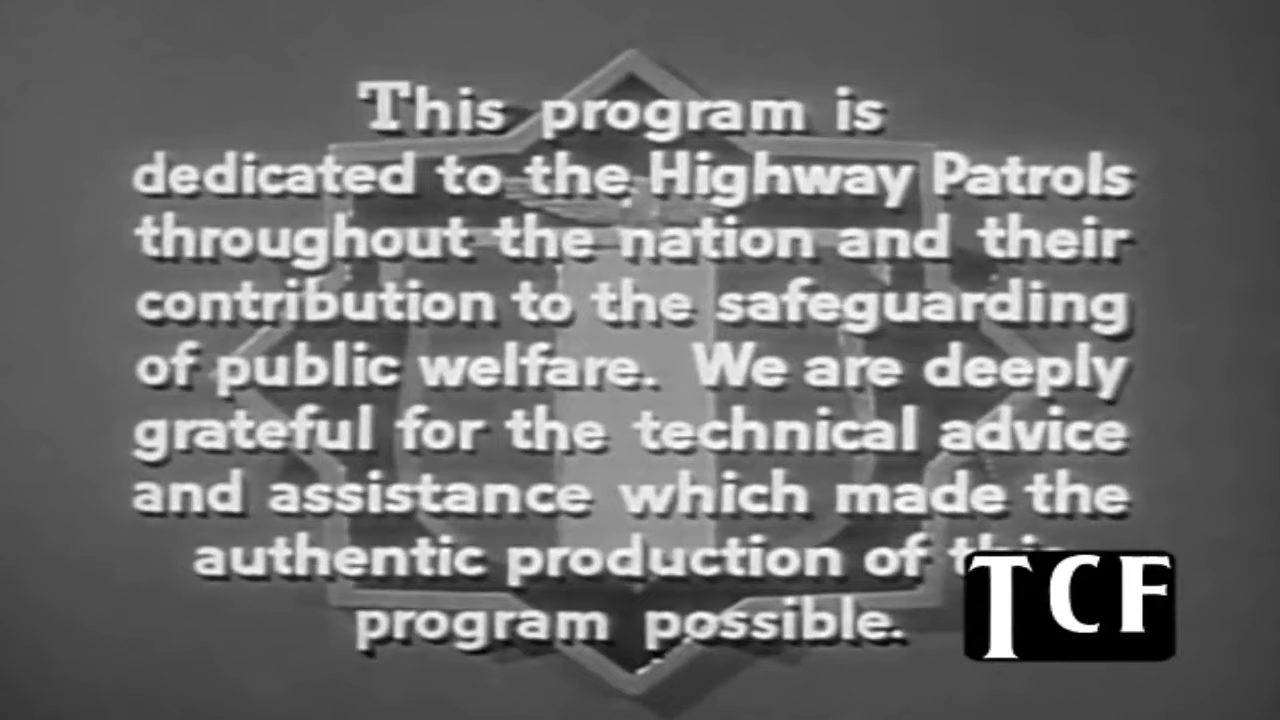 This program is
dedicated to the Highway Patrols
throughout the nation and their
contribution to the safeguarding
of public welfare. We are deeply
grateful for the technical advice
and assistance which made the
authentic production of this
program possible.
TCF